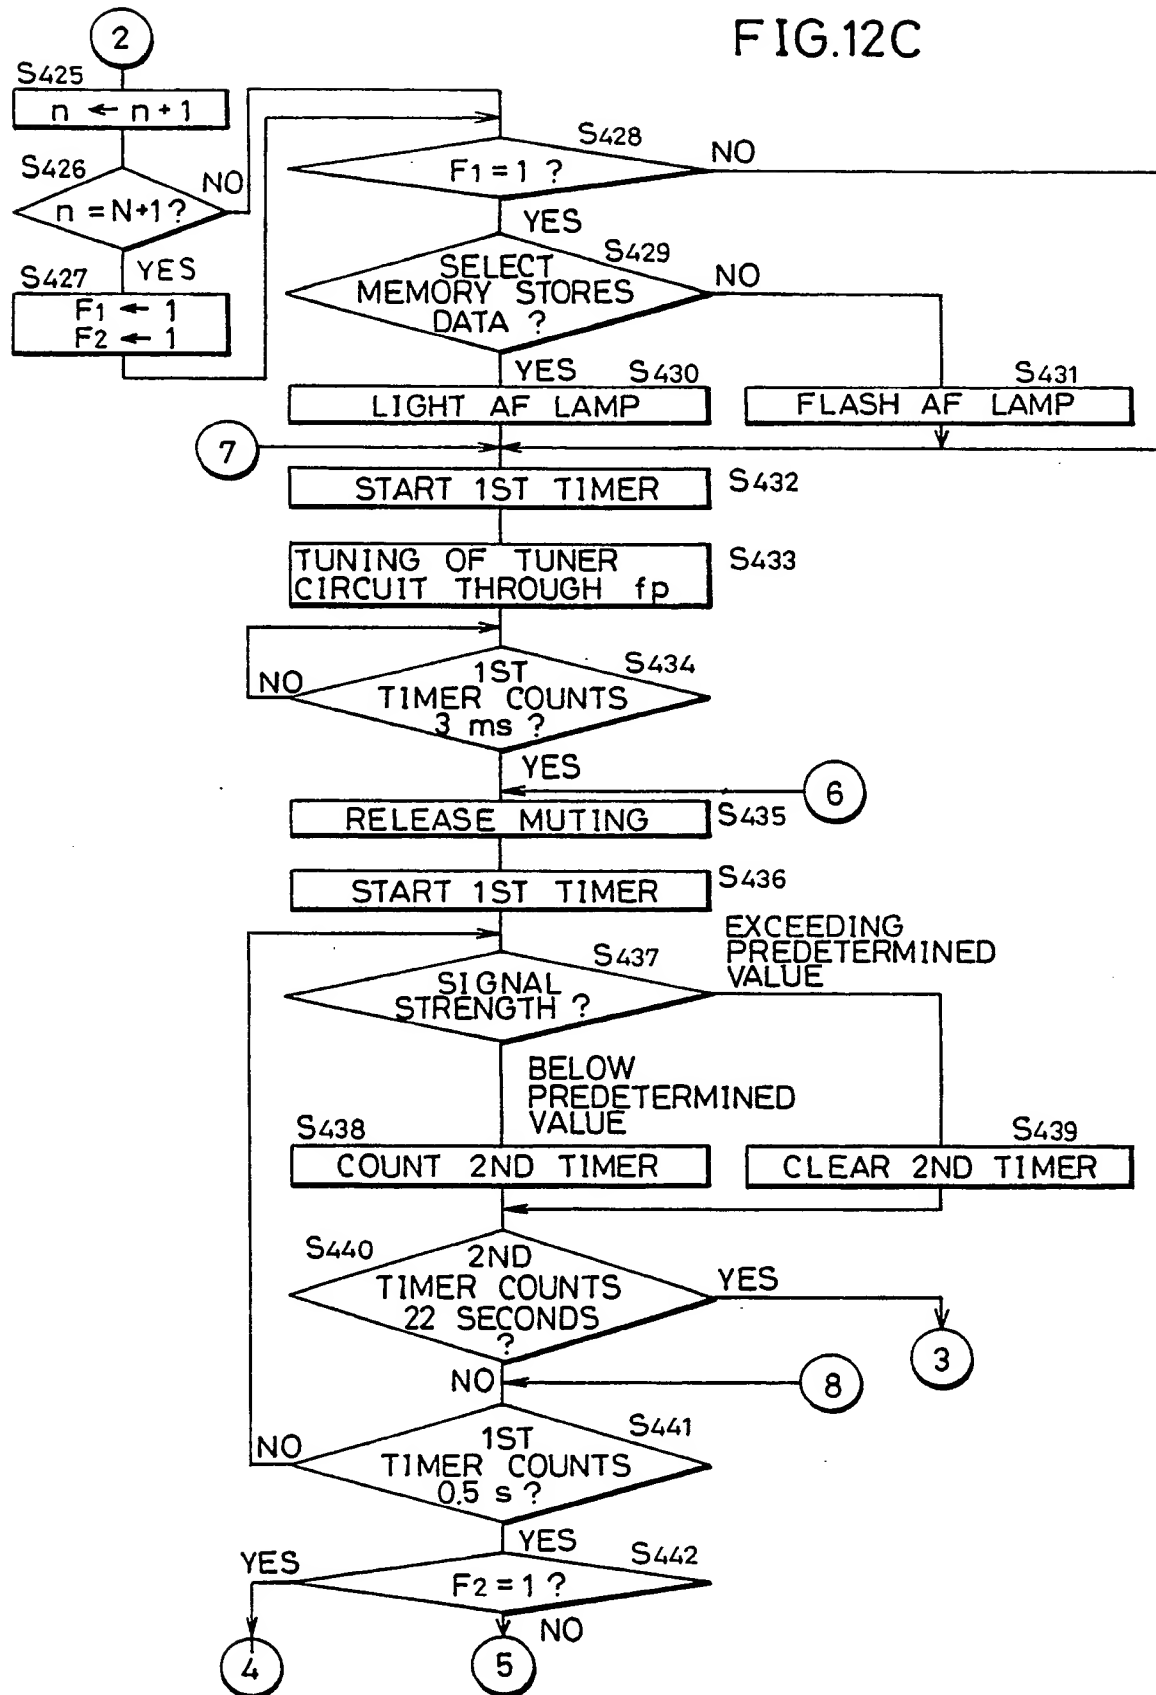 FIG.12C
2
S425
n ← n+1
S426
n = N+1 ?
NO
YES
S427
F1 ← 1
F2 ← 1
S428
F1 = 1 ?
NO
YES
S429
SELECT
MEMORY STORES
DATA ?
NO
YES
S430
LIGHT AF LAMP
S431
FLASH AF LAMP
7
START 1ST TIMER
S432
TUNING OF TUNER
CIRCUIT THROUGH fp
S433
S434
1ST
TIMER COUNTS
3 ms ?
NO
YES
6
RELEASE MUTING
S435
START 1ST TIMER
S436
S437
SIGNAL
STRENGTH ?
EXCEEDING
PREDETERMINED
VALUE
BELOW
PREDETERMINED
VALUE
S438
COUNT 2ND TIMER
S439
CLEAR 2ND TIMER
S440
2ND
TIMER COUNTS
22 SECONDS
?
YES
3
NO
8
S441
1ST
TIMER COUNTS
0.5 s ?
NO
YES
S442
F2 = 1 ?
YES
NO
4
5